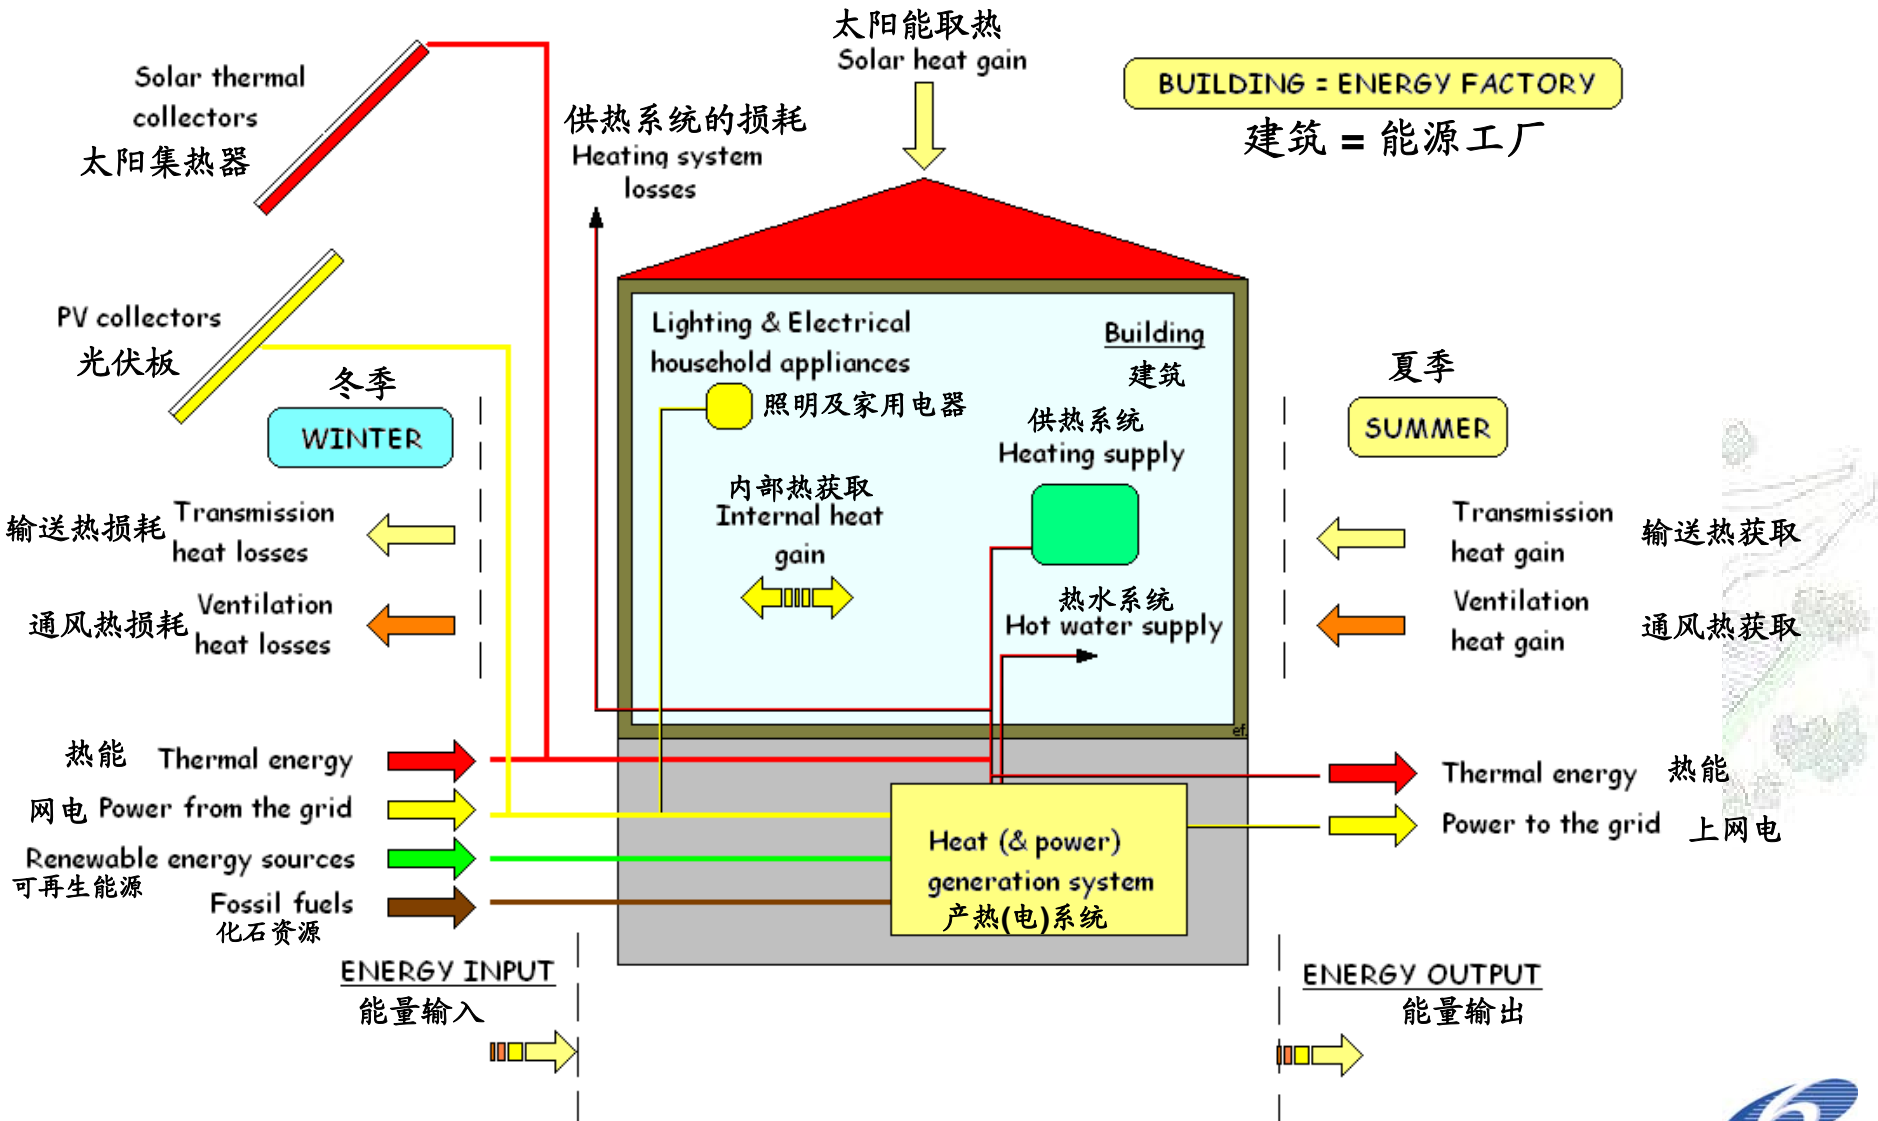 太阳能取热
Solar heat gain
BUILDING = ENERGY FACTORY
建筑 = 能源工厂
Solar thermal
collectors
太阳集热器
供热系统的损耗
Heating system
losses
PV collectors
光伏板
冬季
WINTER
Lighting & Electrical
household appliances
照明及家用电器
Building
建筑
供热系统
Heating supply
夏季
SUMMER
输送热损耗
Transmission
heat losses
通风热损耗
Ventilation
heat losses
内部热获取
Internal heat
gain
热水系统
Hot water supply
Transmission
heat gain
输送热获取
Ventilation
heat gain
通风热获取
ef.
热能 Thermal energy
网电 Power from the grid
Renewable energy sources
可再生能源
Fossil fuels
化石资源
Heat (& power)
generation system
产热(电)系统
Thermal energy 热能
Power to the grid 上网电
ENERGY INPUT
能量输入
ENERGY OUTPUT
能量输出